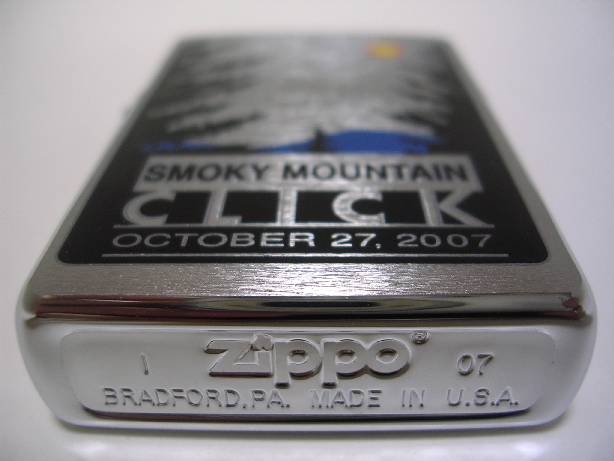 SMOKY MOUNTAIN
CLICK
OCTOBER 27, 2007
I zippo® 07
BRADFORD,PA. MADE IN U.S.A.